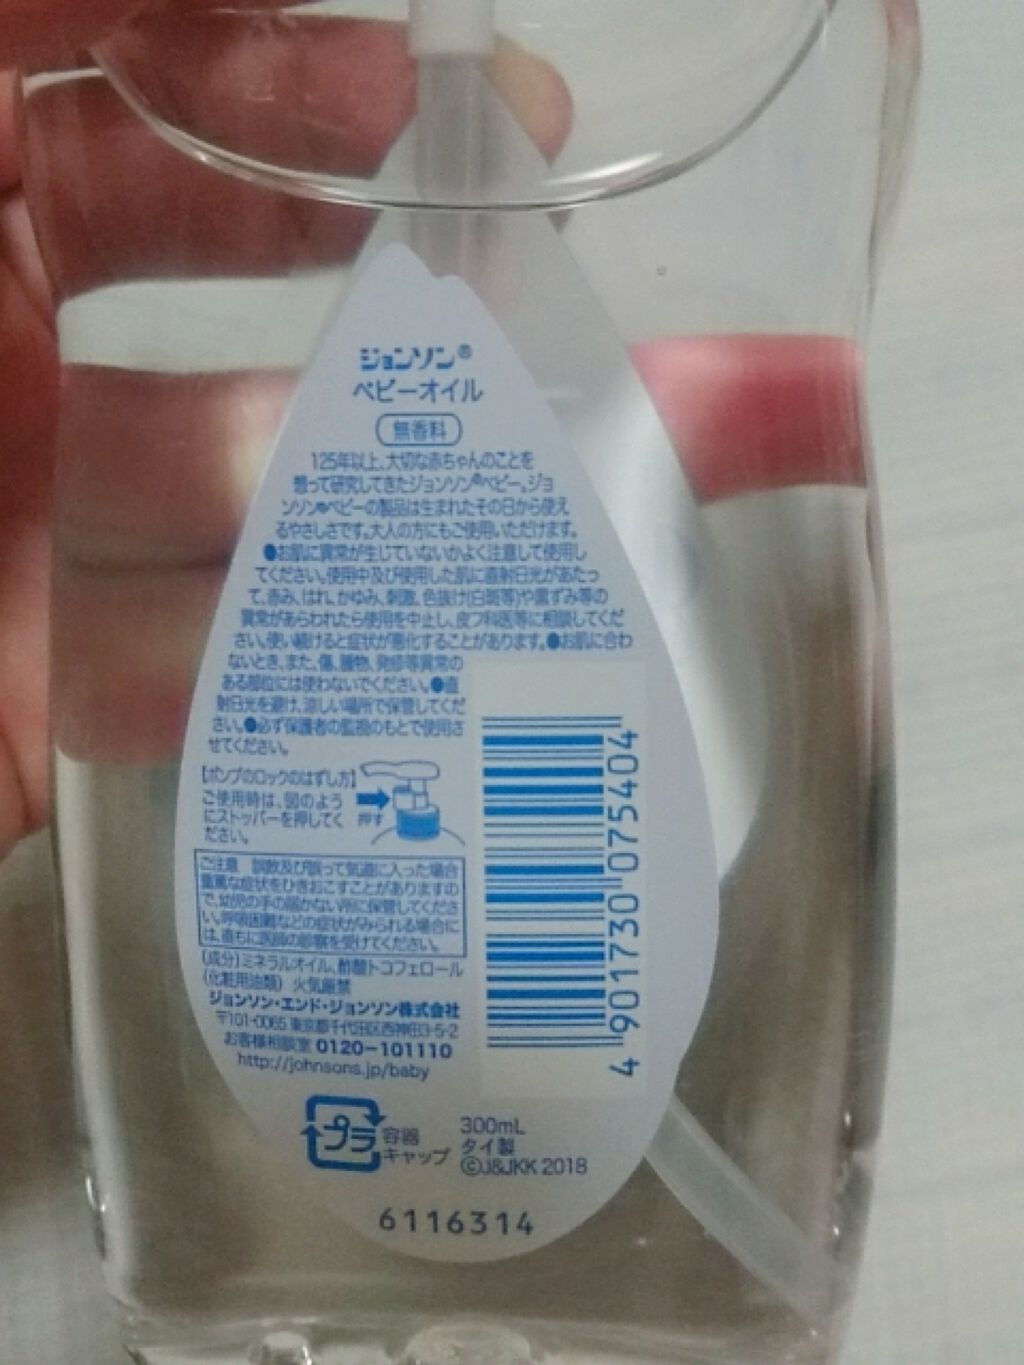 ジョンソン®
ベビーオイル
無香料
125年以上、大切な赤ちゃんのことを
想って研究してきたジョンソン®ベビー。ジョ
ンソン®ベビーの製品は生まれたその日から使え
るやさしさです。大人の方にもご使用いただけます。
●お肌に異常が生じていないかよく注意して使用し
てください。使用中及び使用した肌に直射日光があたっ
て、赤み、はれ、かゆみ、刺激、色抜け(白斑等)や黒ずみ等の
異常があらわれたら使用を中止し、皮フ科医等に相談してくだ
さい。使い続けると症状が悪化することがあります。●お肌に合わ
ないとき、また、傷、腫物、発疹等異常の
ある部位には使わないでください。●直
射日光を避け、涼しい場所で保管してくだ
さい。●必ず保護者の監視のもとで使用さ
せてください。
【ポンプのロックのはずし方】
ご使用時は、図のよう
にストッパーを押してく
ださい。
押す
ご注意 誤飲及び誤って気道に入った場合
重篤な症状をひきおこすことがありますの
で、幼児の手の届かない所に保管してくださ
い。呼吸困難などの症状がみられる場合に
は、直ちに医師の診察を受けてください。
(成分)ミネラルオイル、酢酸トコフェロール
(化粧用油類) 火気厳禁
ジョンソン・エンド・ジョンソン株式会社
〒101-0065 東京都千代田区西神田3-5-2
お客様相談室 0120-101110
http://johnsons.jp/baby
4 901730 075404
プラ
容器
キャップ
300mL
タイ製
©J&JKK 2018
6116314